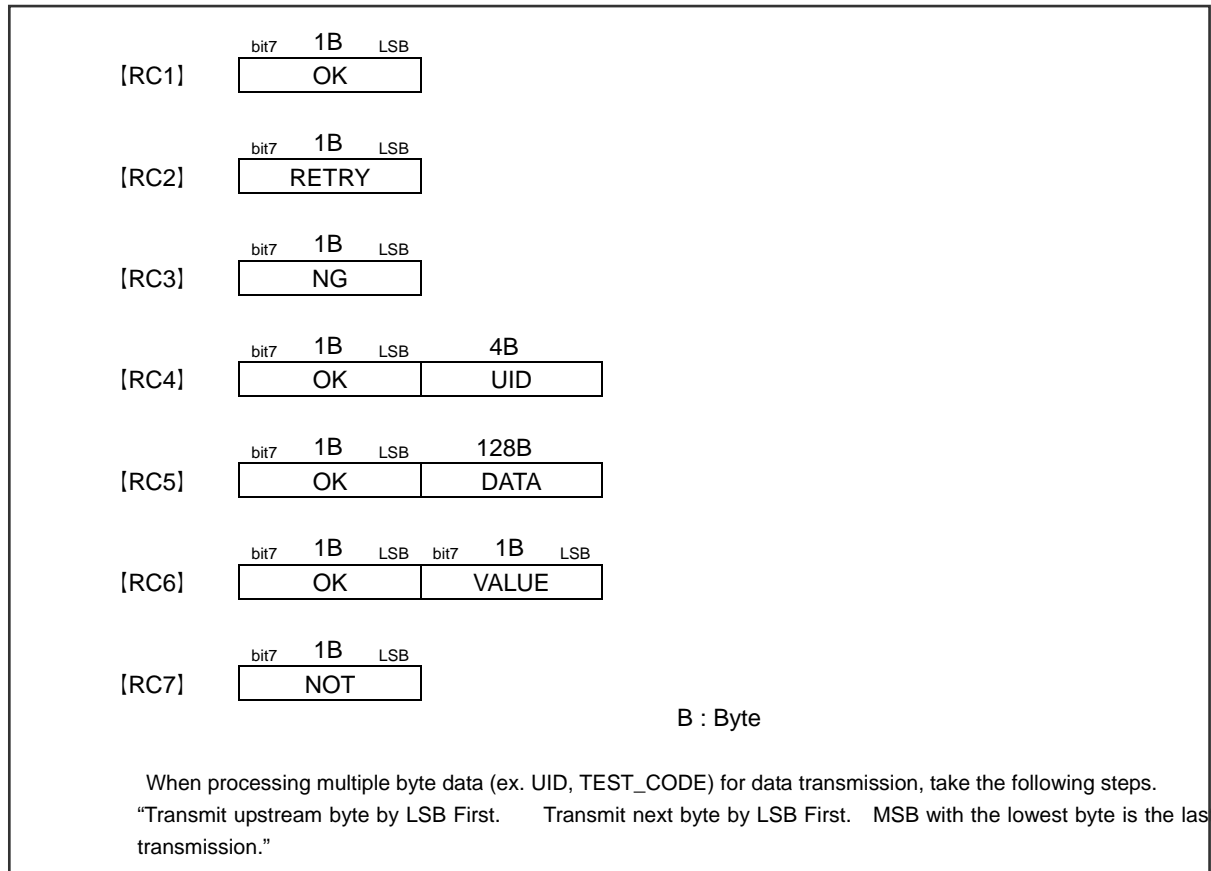 bit7 1B LSB
【RC1】 OK
bit7 1B LSB
【RC2】 RETRY
bit7 1B LSB
【RC3】 NG
bit7 1B LSB 4B
【RC4】 OK UID
bit7 1B LSB 128B
【RC5】 OK DATA
bit7 1B LSB bit7 1B LSB
【RC6】 OK VALUE
bit7 1B LSB
【RC7】 NOT
B : Byte
When processing multiple byte data (ex. UID, TEST_CODE) for data transmission, take the following steps.
“Transmit upstream byte by LSB First. Transmit next byte by LSB First. MSB with the lowest byte is the las
transmission.”